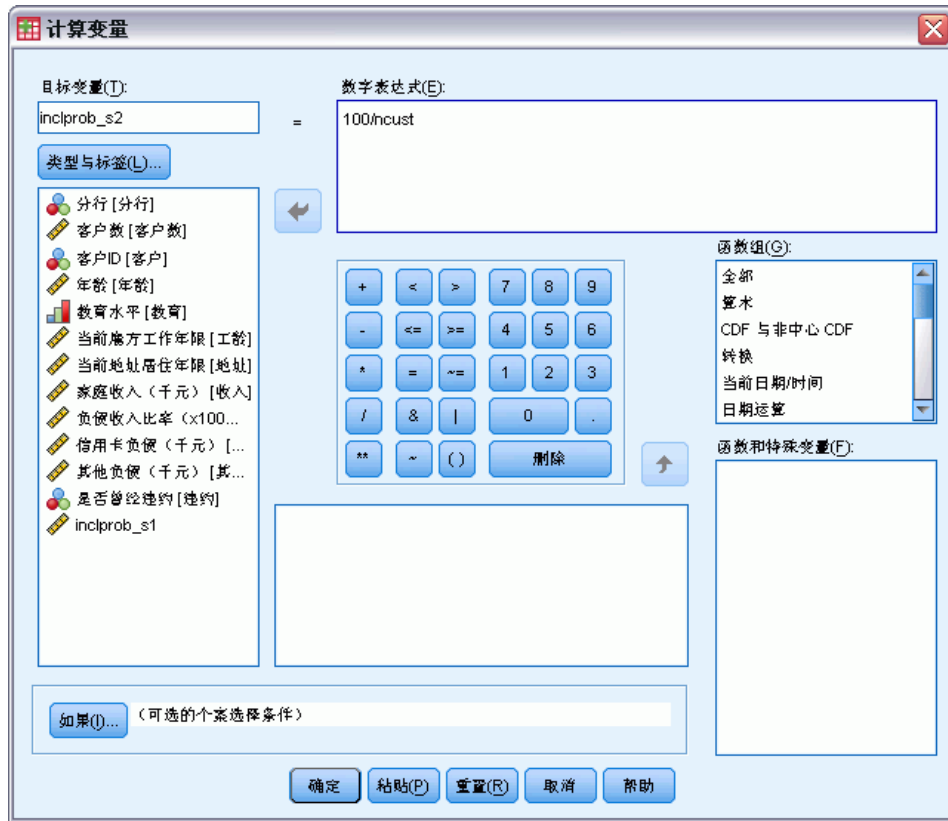 计算变量
目标变量(T):
inclprob_s2
=
数字表达式(E):
100/ncust
类型与标签(L)...
分行 [分行]
客户数 [客户数]
客户ID [客户]
年龄 [年龄]
教育水平 [教育]
当前雇方工作年限 [工龄]
当前地址居住年限 [地址]
家庭收入（千元） [收入]
负债收入比率（x100...
信用卡负债（千元） [...
其他负债（千元） [其...
是否曾经违约 [违约]
inclprob_s1
+ < > 7 8 9
- <= >= 4 5 6
* = ~= 1 2 3
/ & | 0 .
** ~ ( ) 删除
函数组(G):
全部
算术
CDF 与非中心 CDF
转换
当前日期/时间
日期运算
函数和特殊变量(F):
如果(I)...
（可选的个案选择条件）
确定 粘贴(P) 重置(R) 取消 帮助